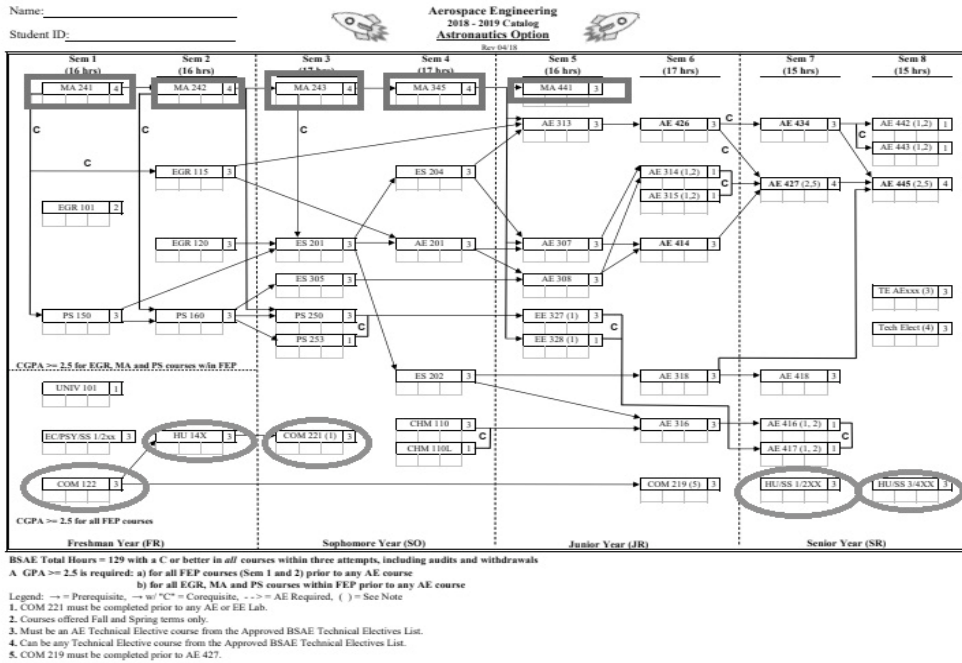 Name:
Aerospace Engineering
2018 - 2019 Catalog
Student ID:
Astronautics Option
Rev 04/18
Sem 1 Sem 2 Sem 3 Sem 4 Sem 5 Sem 6 Sem 7 Sem 8
(16 hrs) (16 hrs) (17 hrs) (17 hrs) (16 hrs) (17 hrs) (15 hrs) (15 hrs)
MA 241 4 MA 242 4 MA 243 4 MA 345 4 MA 441 3
AE 313 3 AE 426 3 C AE 434 3 AE 442 (1,2) 1
C C C C
AE 443 (1,2) 1
C
EGR 115 3 ES 204 3 AE 314 (1,2) 1
C AE 427 (2,5) 4 AE 445 (2,5) 4
AE 315 (1,2) 1
EGR 101 2
EGR 120 3 ES 201 3 AE 201 3 AE 307 3 AE 414 3
ES 305 3 AE 308 3
TE AExxx (3) 3
PS 150 3 PS 160 3 PS 250 3 EE 327 (1) 3
C C Tech Elect (4) 3
PS 253 1 EE 328 (1) 1
CGPA >= 2.5 for EGR, MA and PS courses w/in FEP
ES 202 3 AE 318 3 AE 418 3
UNIV 101 1
CHM 110 3 AE 316 3 AE 416 (1, 2) 1
EC/PSY/SS 1/2xx 3 HU 14X 3 COM 221 (1) 3 C C
CHM 110L 1 AE 417 (1, 2) 1
COM 122 3 COM 219 (5) 3 HU/SS 1/2XX 3 HU/SS 3/4XX 3
CGPA >= 2.5 for all FEP courses
Freshman Year (FR) Sophomore Year (SO) Junior Year (JR) Senior Year (SR)
BSAE Total Hours = 129 with a C or better in all courses within three attempts, including audits and withdrawals
A GPA >= 2.5 is required: a) for all FEP courses (Sem 1 and 2) prior to any AE course
b) for all EGR, MA and PS courses within FEP prior to any AE course
Legend: → = Prerequisite, → w/ "C" = Corequisite, - - > = AE Required, ( ) = See Note
1. COM 221 must be completed prior to any AE or EE Lab.
2. Courses offered Fall and Spring terms only.
3. Must be an AE Technical Elective course from the Approved BSAE Technical Electives List.
4. Can be any Technical Elective course from the Approved BSAE Technical Electives List.
5. COM 219 must be completed prior to AE 427.